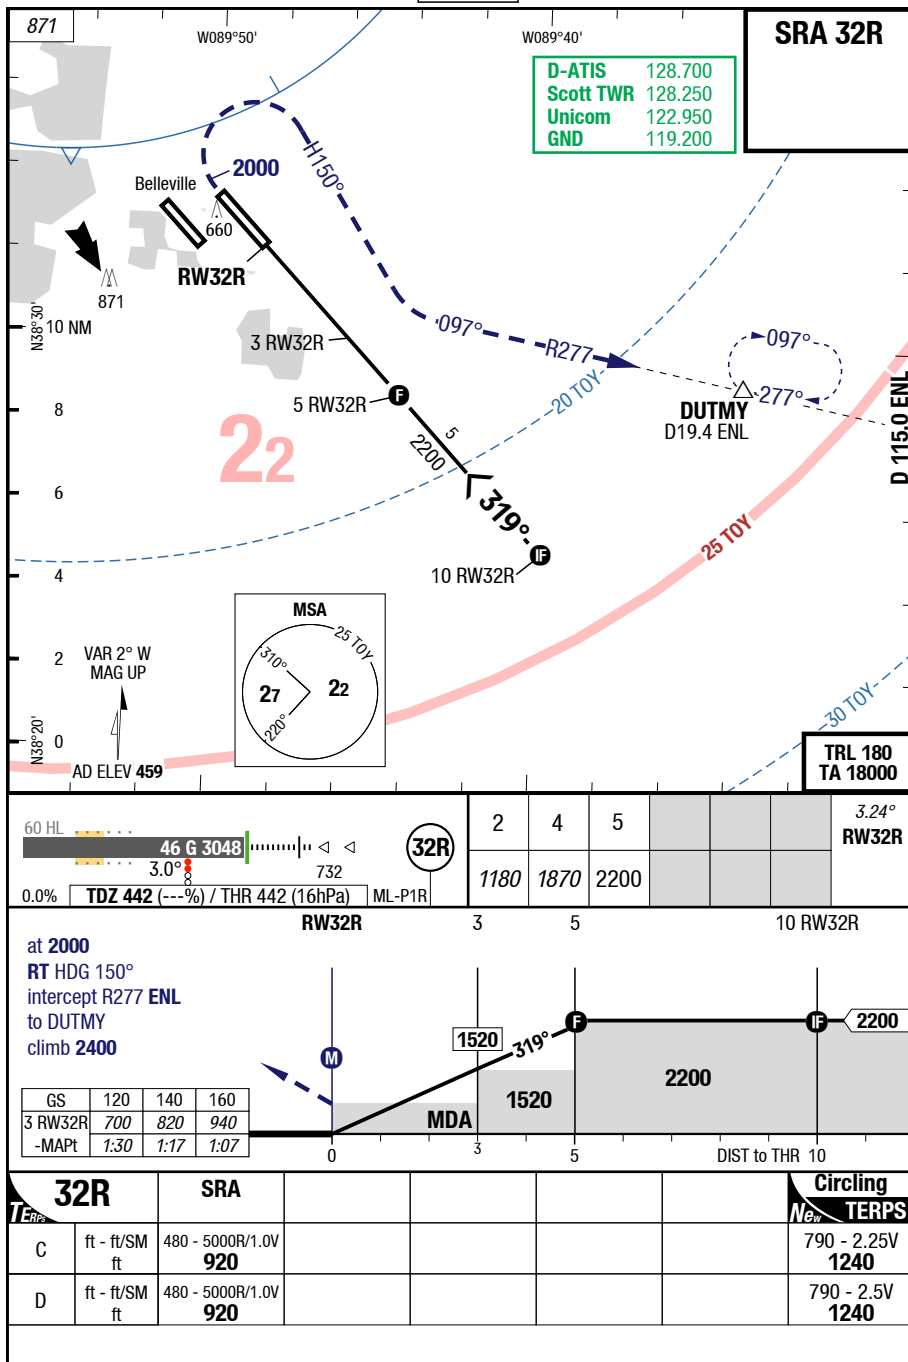 871
W089°50'
W089°40'
SRA 32R
D-ATIS 128.700
Scott TWR 128.250
Unicom 122.950
GND 119.200
2000
H150°
Belleville
660
RW32R
871
N38°30'
10 NM
3 RW32R
097°
R277
20 TOY
097°
277°
DUTMY
D19.4 ENL
D 115.0 ENL
8
5 RW32R
F
5
2200
22
6
319°
25 TOY
IF
10 RW32R
4
MSA
25 TOY
310°
27
22
220°
2
VAR 2° W
MAG UP
30 TOY
N38°20'
0
AD ELEV 459
TRL 180
TA 18000
60 HL
46 G 3048
3.0°
732
0.0%
TDZ 442 (---%) / THR 442 (16hPa)
ML-P1R
32R
2 4 5
1180 1870 2200
3.24°
RW32R
RW32R 3 5 10 RW32R
at 2000
RT HDG 150°
intercept R277 ENL
to DUTMY
climb 2400
M
1520
319°
F
IF
2200
2200
1520
MDA
GS 120 140 160
3 RW32R 700 820 940
-MAPt 1:30 1:17 1:07
0 3 5 DIST to THR 10
TERPS 32R SRA
Circling
New TERPS
C ft - ft/SM 480 - 5000R/1.0V 790 - 2.25V
ft 920 1240
D ft - ft/SM 480 - 5000R/1.0V 790 - 2.5V
ft 920 1240